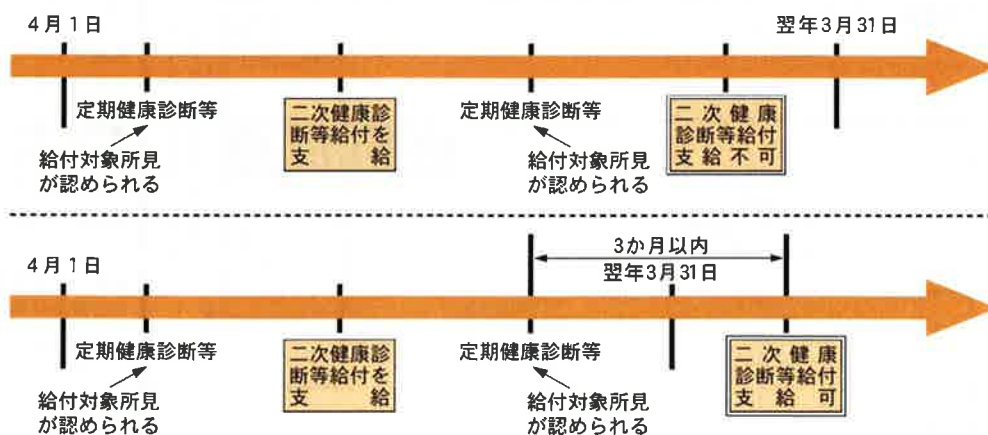 4月1日
翌年3月31日
定期健康診断等
二次健康診
断等給付を
支給
定期健康診断等
二次健康
診断等給付
支給不可
給付対象所見
が認められる
給付対象所見
が認められる
3か月以内
4月1日
翌年3月31日
定期健康診断等
二次健康診
断等給付を
支給
定期健康診断等
二次健康
診断等給付
支給可
給付対象所見
が認められる
給付対象所見
が認められる